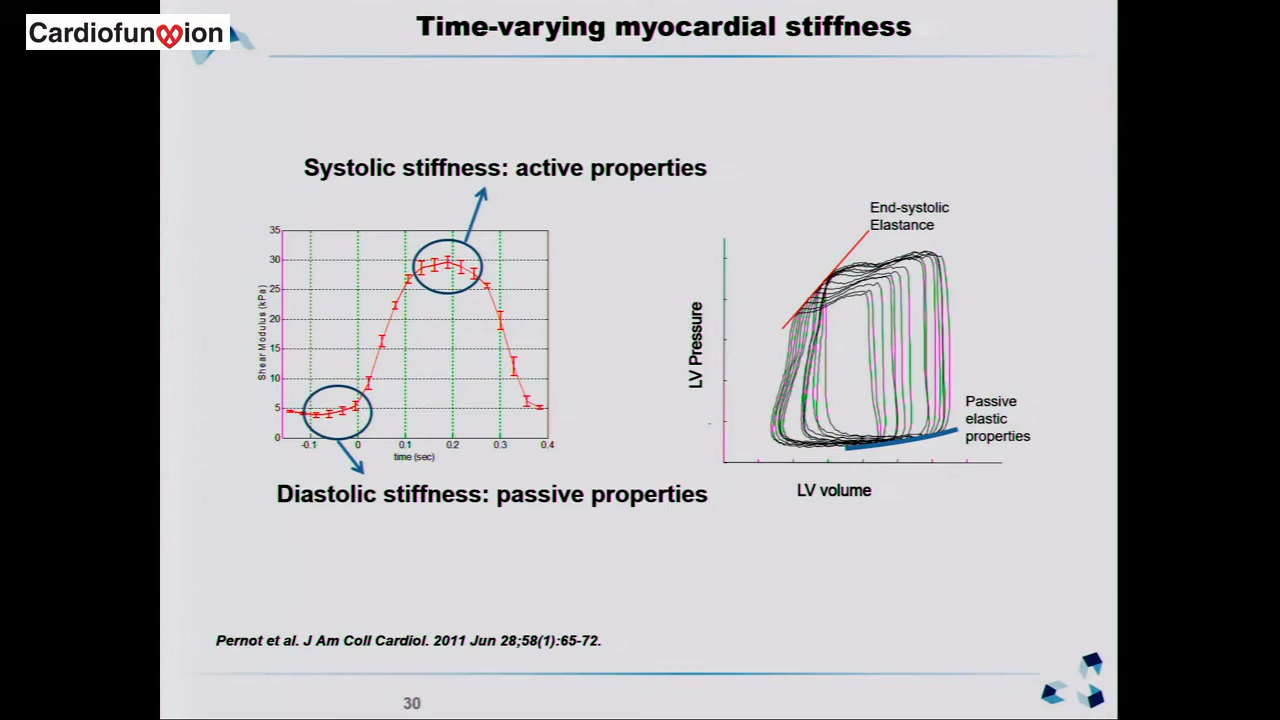 Cardiofunxion
Time-varying myocardial stiffness
Systolic stiffness: active properties
35
30
25
20
15
10
5
0
Shear Modulus (kPa)
-0.1 0 0.1 0.2 0.3 0.4
time (sec)
Diastolic stiffness: passive properties
End-systolic
Elastance
LV Pressure
Passive
elastic
properties
LV volume
Pernot et al. J Am Coll Cardiol. 2011 Jun 28;58(1):65-72.
30